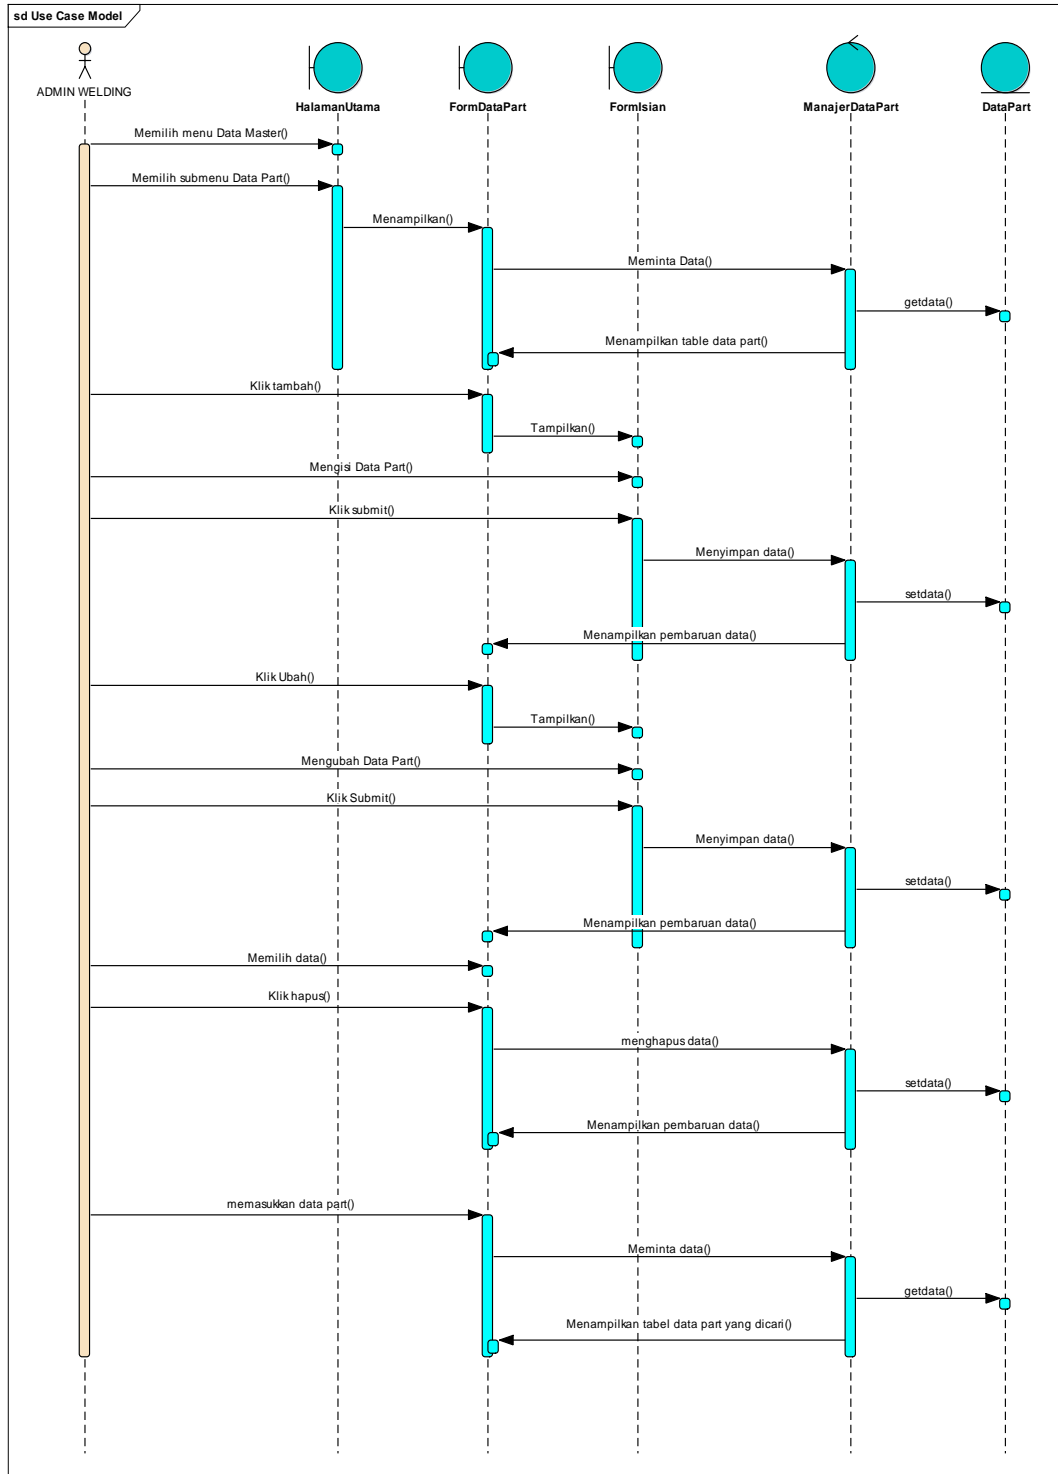 sd Use Case Model
ADMIN WELDING
HalamanUtama
FormDataPart
FormIsian
ManajerDataPart
DataPart
Memilih menu Data Master()
Memilih submenu Data Part()
Menampilkan()
Meminta Data()
getdata()
Menampilkan table data part()
Klik tambah()
Tampilkan()
Mengisi Data Part()
Klik submit()
Menyimpan data()
setdata()
Menampilkan pembaruan data()
Klik Ubah()
Tampilkan()
Mengubah Data Part()
Klik Submit()
Menyimpan data()
setdata()
Menampilkan pembaruan data()
Memilih data()
Klik hapus()
menghapus data()
setdata()
Menampilkan pembaruan data()
memasukkan data part()
Meminta data()
getdata()
Menampilkan tabel data part yang dicari()